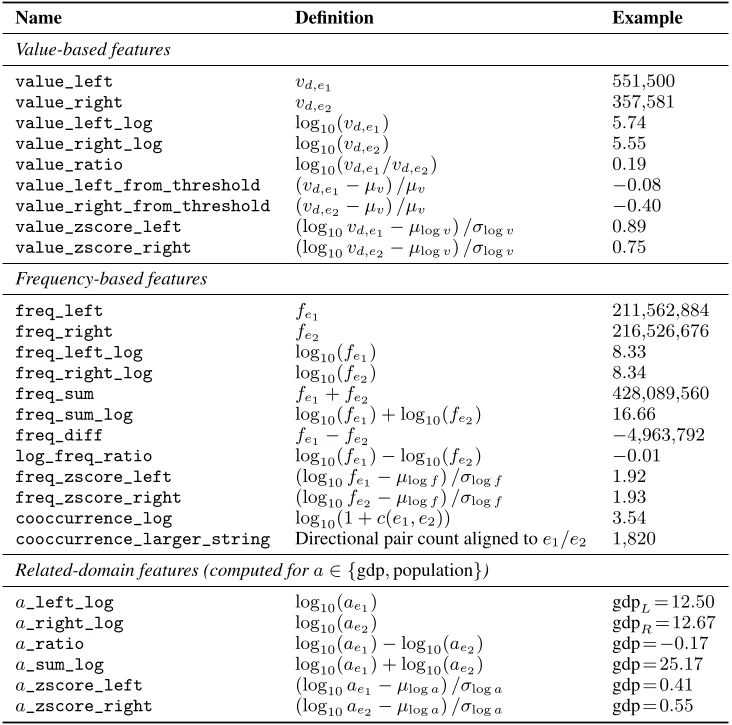 Name Definition Example
Value-based features
value_left v_{d,e_1} 551,500
value_right v_{d,e_2} 357,581
value_left_log log_{10}(v_{d,e_1}) 5.74
value_right_log log_{10}(v_{d,e_2}) 5.55
value_ratio log_{10}(v_{d,e_1}/v_{d,e_2}) 0.19
value_left_from_threshold (v_{d,e_1} − μ_v)/μ_v −0.08
value_right_from_threshold (v_{d,e_2} − μ_v)/μ_v −0.40
value_zscore_left (log_{10} v_{d,e_1} − μ_{log v})/σ_{log v} 0.89
value_zscore_right (log_{10} v_{d,e_2} − μ_{log v})/σ_{log v} 0.75
Frequency-based features
freq_left f_{e_1} 211,562,884
freq_right f_{e_2} 216,526,676
freq_left_log log_{10}(f_{e_1}) 8.33
freq_right_log log_{10}(f_{e_2}) 8.34
freq_sum f_{e_1} + f_{e_2} 428,089,560
freq_sum_log log_{10}(f_{e_1}) + log_{10}(f_{e_2}) 16.66
freq_diff f_{e_1} − f_{e_2} −4,963,792
log_freq_ratio log_{10}(f_{e_1}) − log_{10}(f_{e_2}) −0.01
freq_zscore_left (log_{10} f_{e_1} − μ_{log f})/σ_{log f} 1.92
freq_zscore_right (log_{10} f_{e_2} − μ_{log f})/σ_{log f} 1.93
cooccurrence_log log_{10}(1 + c(e_1, e_2)) 3.54
cooccurrence_larger_string Directional pair count aligned to e_1/e_2 1,820
Related-domain features (computed for a ∈ {gdp, population})
a_left_log log_{10}(a_{e_1}) gdp_L = 12.50
a_right_log log_{10}(a_{e_2}) gdp_R = 12.67
a_ratio log_{10}(a_{e_1}) − log_{10}(a_{e_2}) gdp = −0.17
a_sum_log log_{10}(a_{e_1}) + log_{10}(a_{e_2}) gdp = 25.17
a_zscore_left (log_{10} a_{e_1} − μ_{log a})/σ_{log a} gdp = 0.41
a_zscore_right (log_{10} a_{e_2} − μ_{log a})/σ_{log a} gdp = 0.55